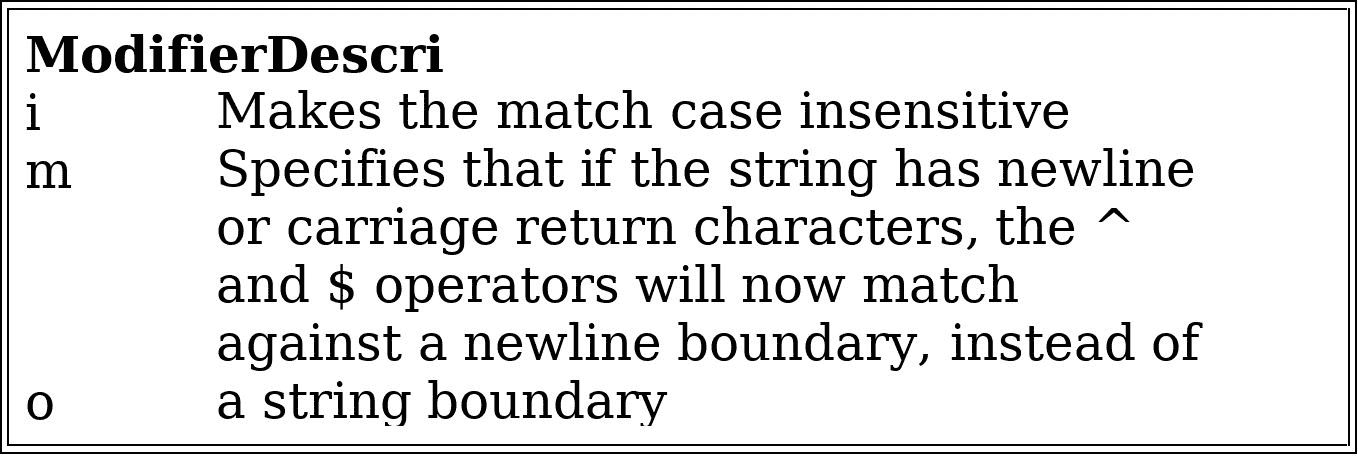 ModifierDescri
i Makes the match case insensitive
m Specifies that if the string has newline
or carriage return characters, the ^
and $ operators will now match
against a newline boundary, instead of
o a string boundary